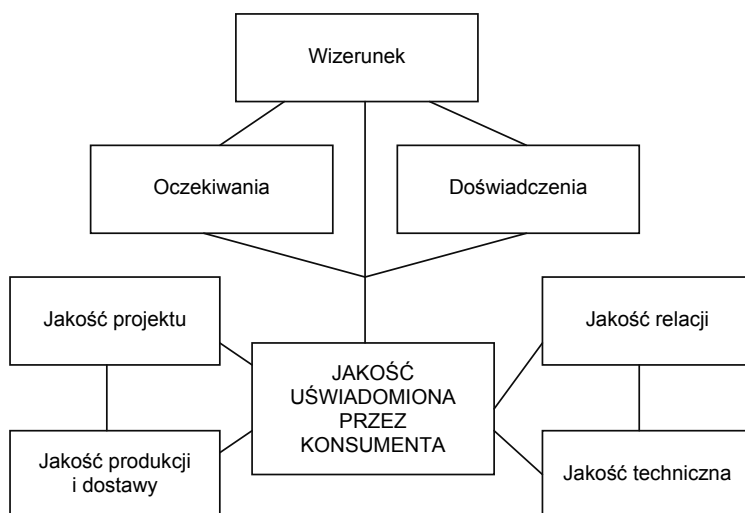 Wizerunek
Oczekiwania
Doświadczenia
Jakość projektu
Jakość relacji
JAKOŚĆ
UŚWIADOMIONA
PRZEZ
KONSUMENTA
Jakość produkcji
i dostawy
Jakość techniczna